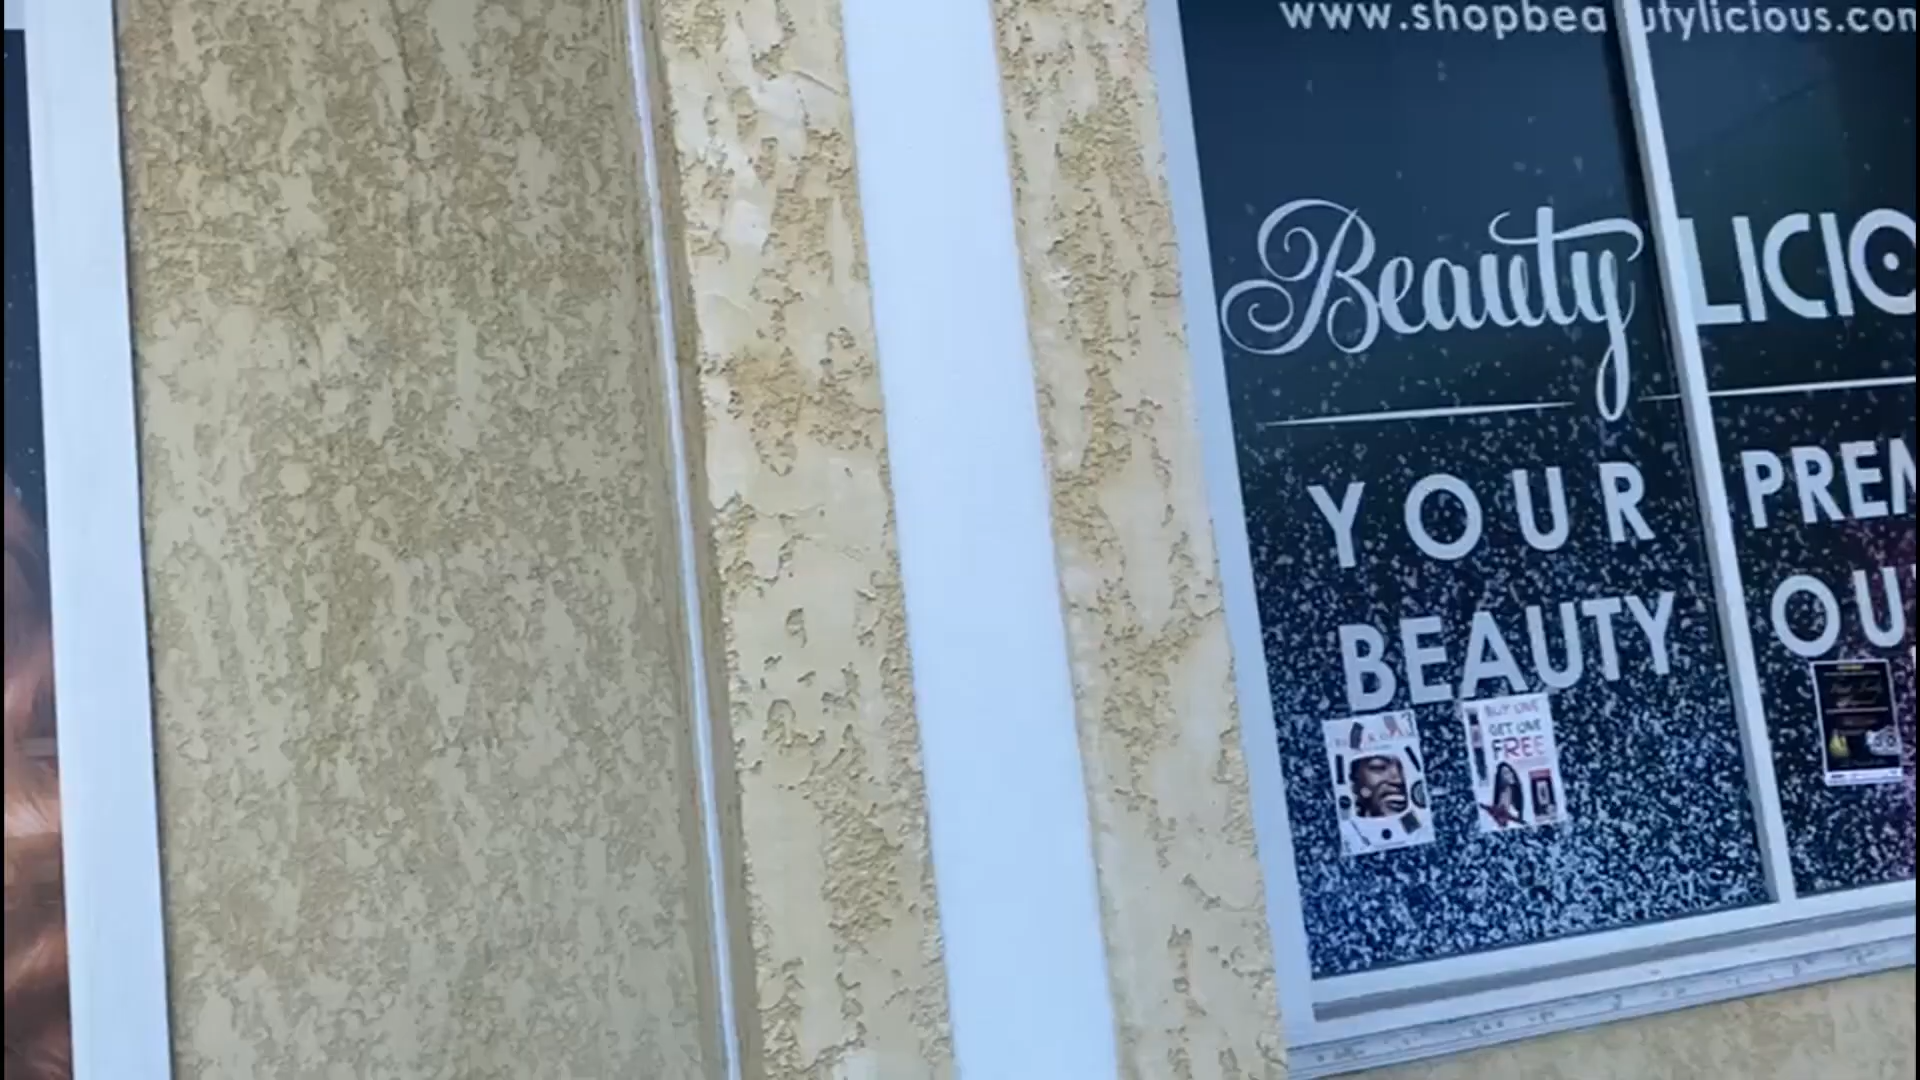 www.shopbeautylicious.com
Beauty LICIO
YOUR PREM
BEAUTY OU
BUY ONE
GET ONE
FREE